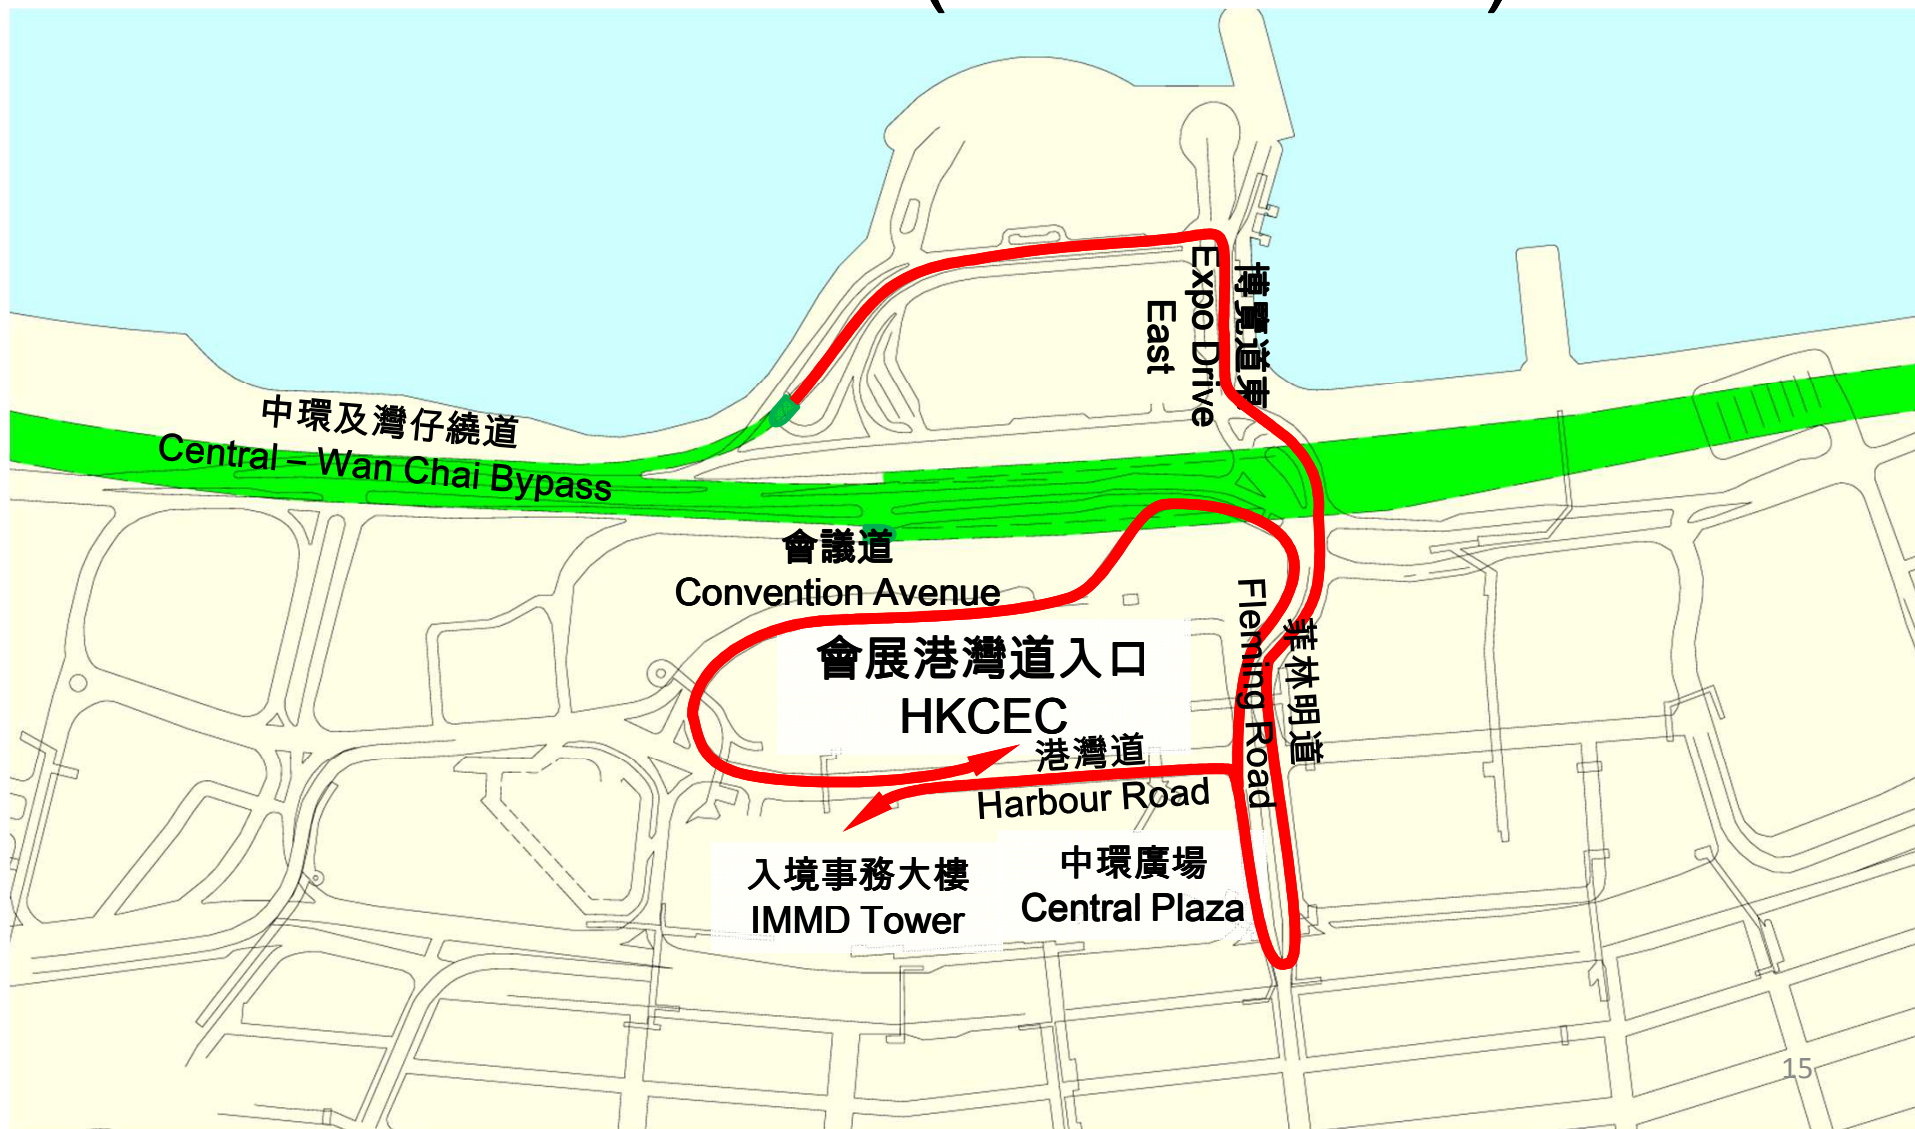 博覽道東
Expo Drive
East
中環及灣仔繞道
Central – Wan Chai Bypass
會議道
Convention Avenue
會展港灣道入口
HKCEC
菲林明道
Fleming Road
港灣道
Harbour Road
入境事務大樓
IMMD Tower
中環廣場
Central Plaza
15